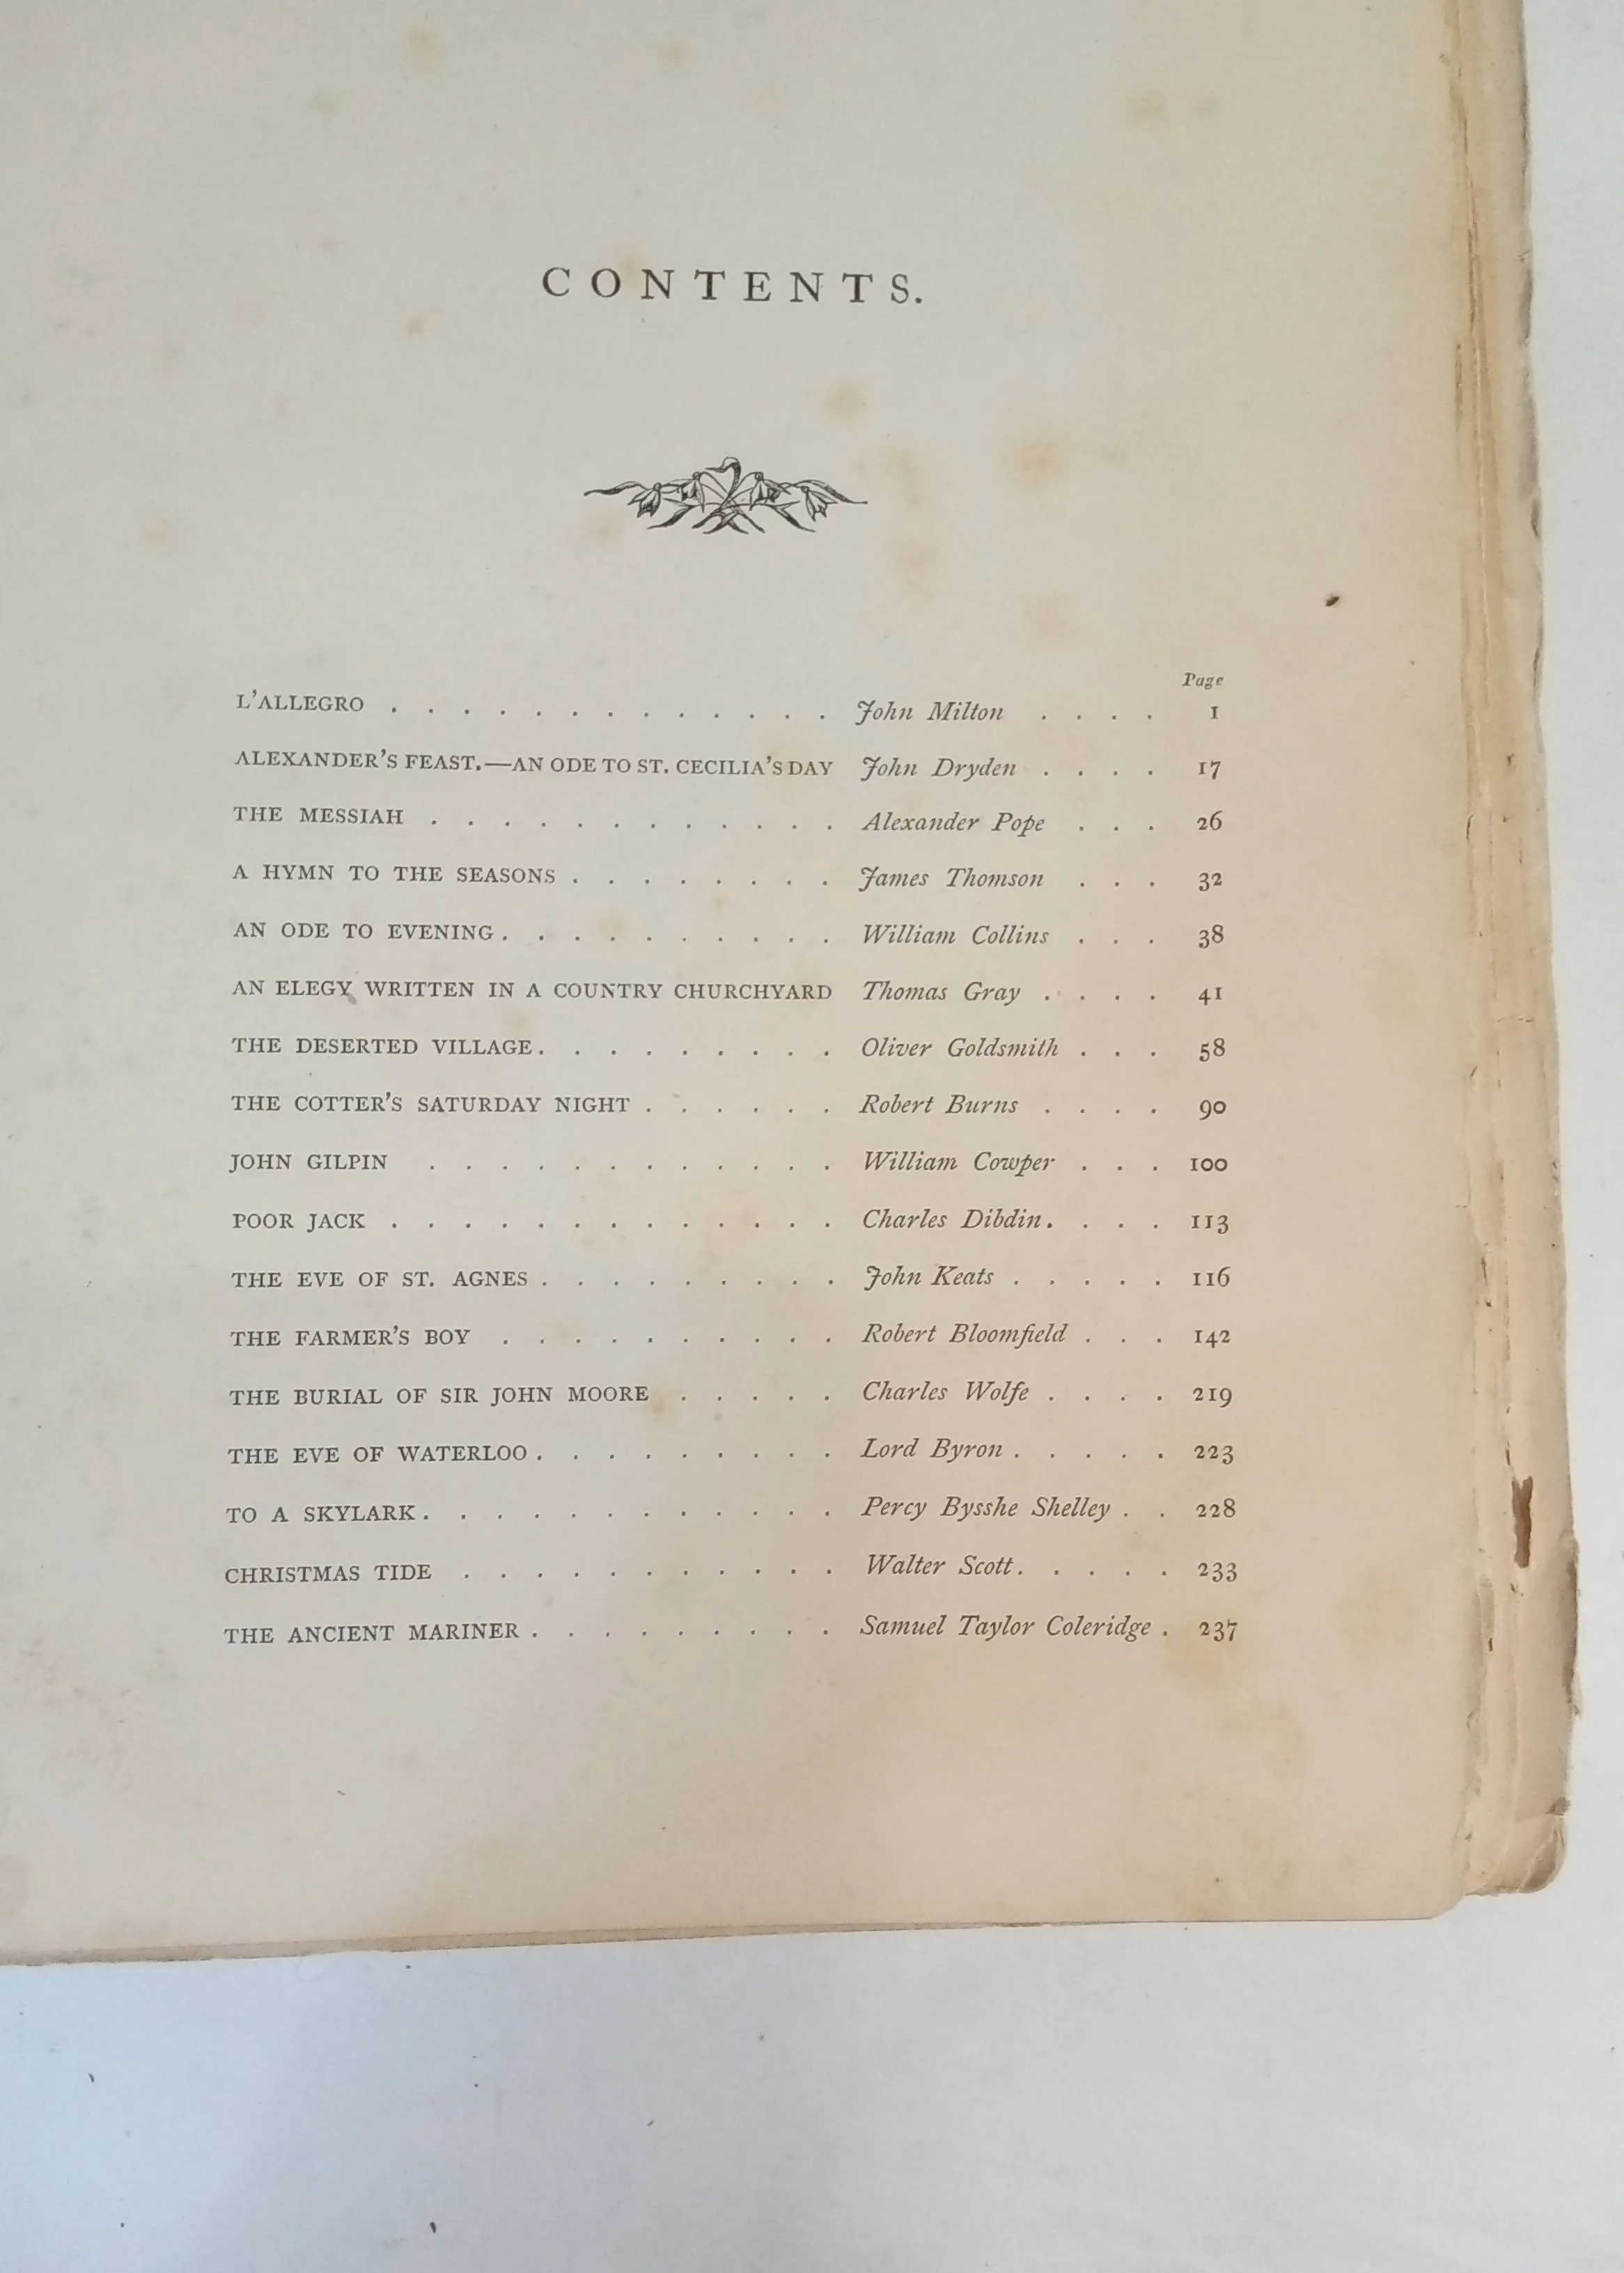 CONTENTS.
Page
L'ALLEGRO . . . . . . . . . . . . . John Milton . . . . 1
ALEXANDER'S FEAST.—AN ODE TO ST. CECILIA'S DAY John Dryden . . . . 17
THE MESSIAH . . . . . . . . . . . . Alexander Pope . . . 26
A HYMN TO THE SEASONS . . . . . . . . James Thomson . . . 32
AN ODE TO EVENING . . . . . . . . . . William Collins . . . 38
AN ELEGY WRITTEN IN A COUNTRY CHURCHYARD Thomas Gray . . . . 41
THE DESERTED VILLAGE . . . . . . . . . Oliver Goldsmith . . . 58
THE COTTER'S SATURDAY NIGHT . . . . . . Robert Burns . . . . 90
JOHN GILPIN . . . . . . . . . . . . William Cowper . . . 100
POOR JACK . . . . . . . . . . . . . Charles Dibdin . . . . 113
THE EVE OF ST. AGNES . . . . . . . . . John Keats . . . . . 116
THE FARMER'S BOY . . . . . . . . . . Robert Bloomfield . . . 142
THE BURIAL OF SIR JOHN MOORE . . . . . Charles Wolfe . . . . 219
THE EVE OF WATERLOO . . . . . . . . . Lord Byron . . . . . 223
TO A SKYLARK . . . . . . . . . . . . Percy Bysshe Shelley . . 228
CHRISTMAS TIDE . . . . . . . . . . . Walter Scott . . . . . 233
THE ANCIENT MARINER . . . . . . . . . Samuel Taylor Coleridge . 237